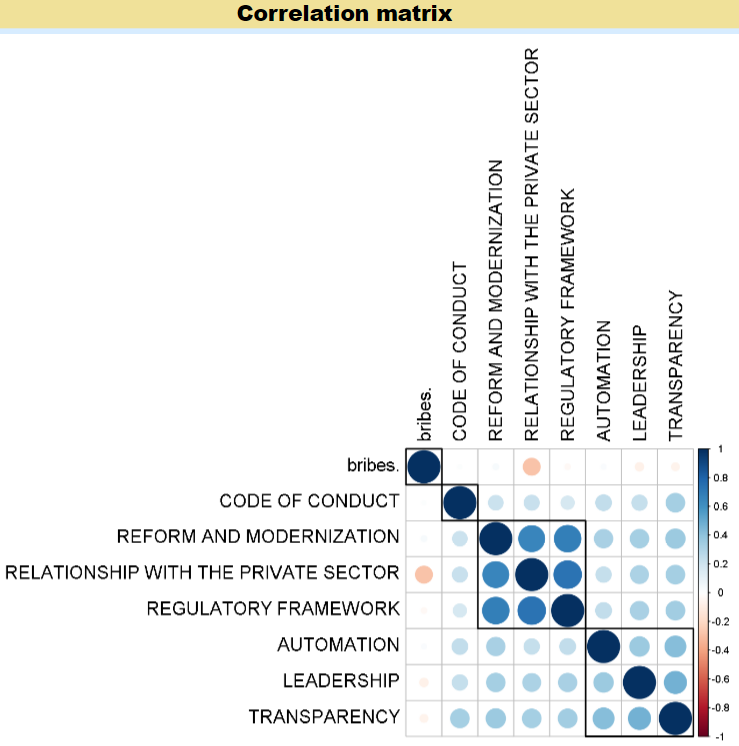 Correlation matrix
bribes.
CODE OF CONDUCT
REFORM AND MODERNIZATION
RELATIONSHIP WITH THE PRIVATE SECTOR
REGULATORY FRAMEWORK
AUTOMATION
LEADERSHIP
TRANSPARENCY
bribes.
CODE OF CONDUCT
REFORM AND MODERNIZATION
RELATIONSHIP WITH THE PRIVATE SECTOR
REGULATORY FRAMEWORK
AUTOMATION
LEADERSHIP
TRANSPARENCY
1
0.8
0.6
0.4
0.2
0
-0.2
-0.4
-0.6
-0.8
-1